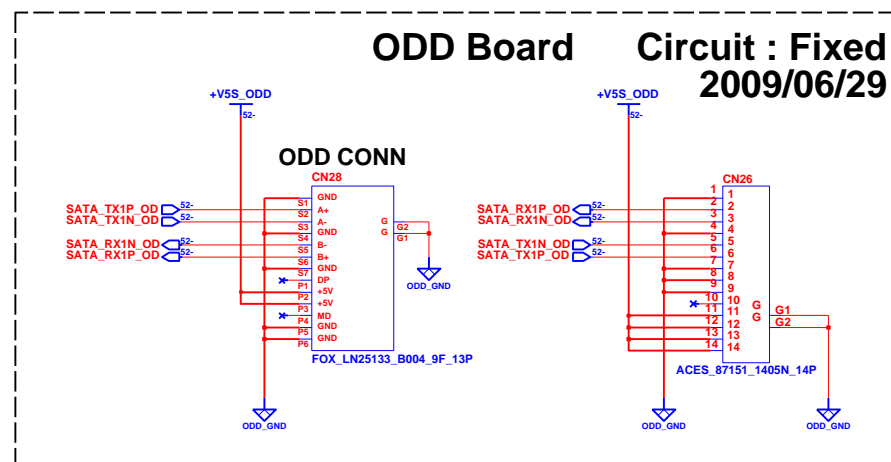 ODD Board Circuit : Fixed
2009/06/29
+V5S_ODD
52-
ODD CONN
CN28
SATA_TX1P_OD 52-
SATA_TX1N_OD 52-
SATA_RX1N_OD 52-
SATA_RX1P_OD 52-
S1 GND
S2 A+
S3 A-
S4 GND
S5 B-
S6 B+
S7 GND
P1 DP
P2 +5V
P3 +5V
P4 MD
P5 GND
P6 GND
G G2
G G1
ODD_GND
FOX_LN25133_B004_9F_13P
ODD_GND
+V5S_ODD
52-
CN26
SATA_RX1P_OD 52-
SATA_RX1N_OD 52-
SATA_TX1N_OD 52-
SATA_TX1P_OD 52-
1 1
2 2
3 3
4 4
5 5
6 6
7 7
8 8
9 9
10 10
11 11
12 12
13 13
14 14
G G1
G G2
ACES_87151_1405N_14P
ODD_GND
ODD_GND